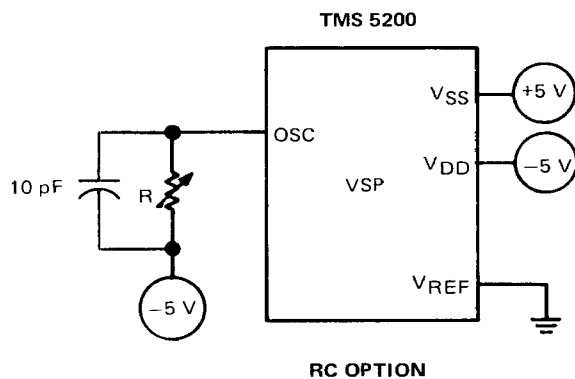 TMS 5200
VSS
+5 V
OSC
10 pF
R
VSP
VDD
−5 V
VREF
−5 V
RC OPTION